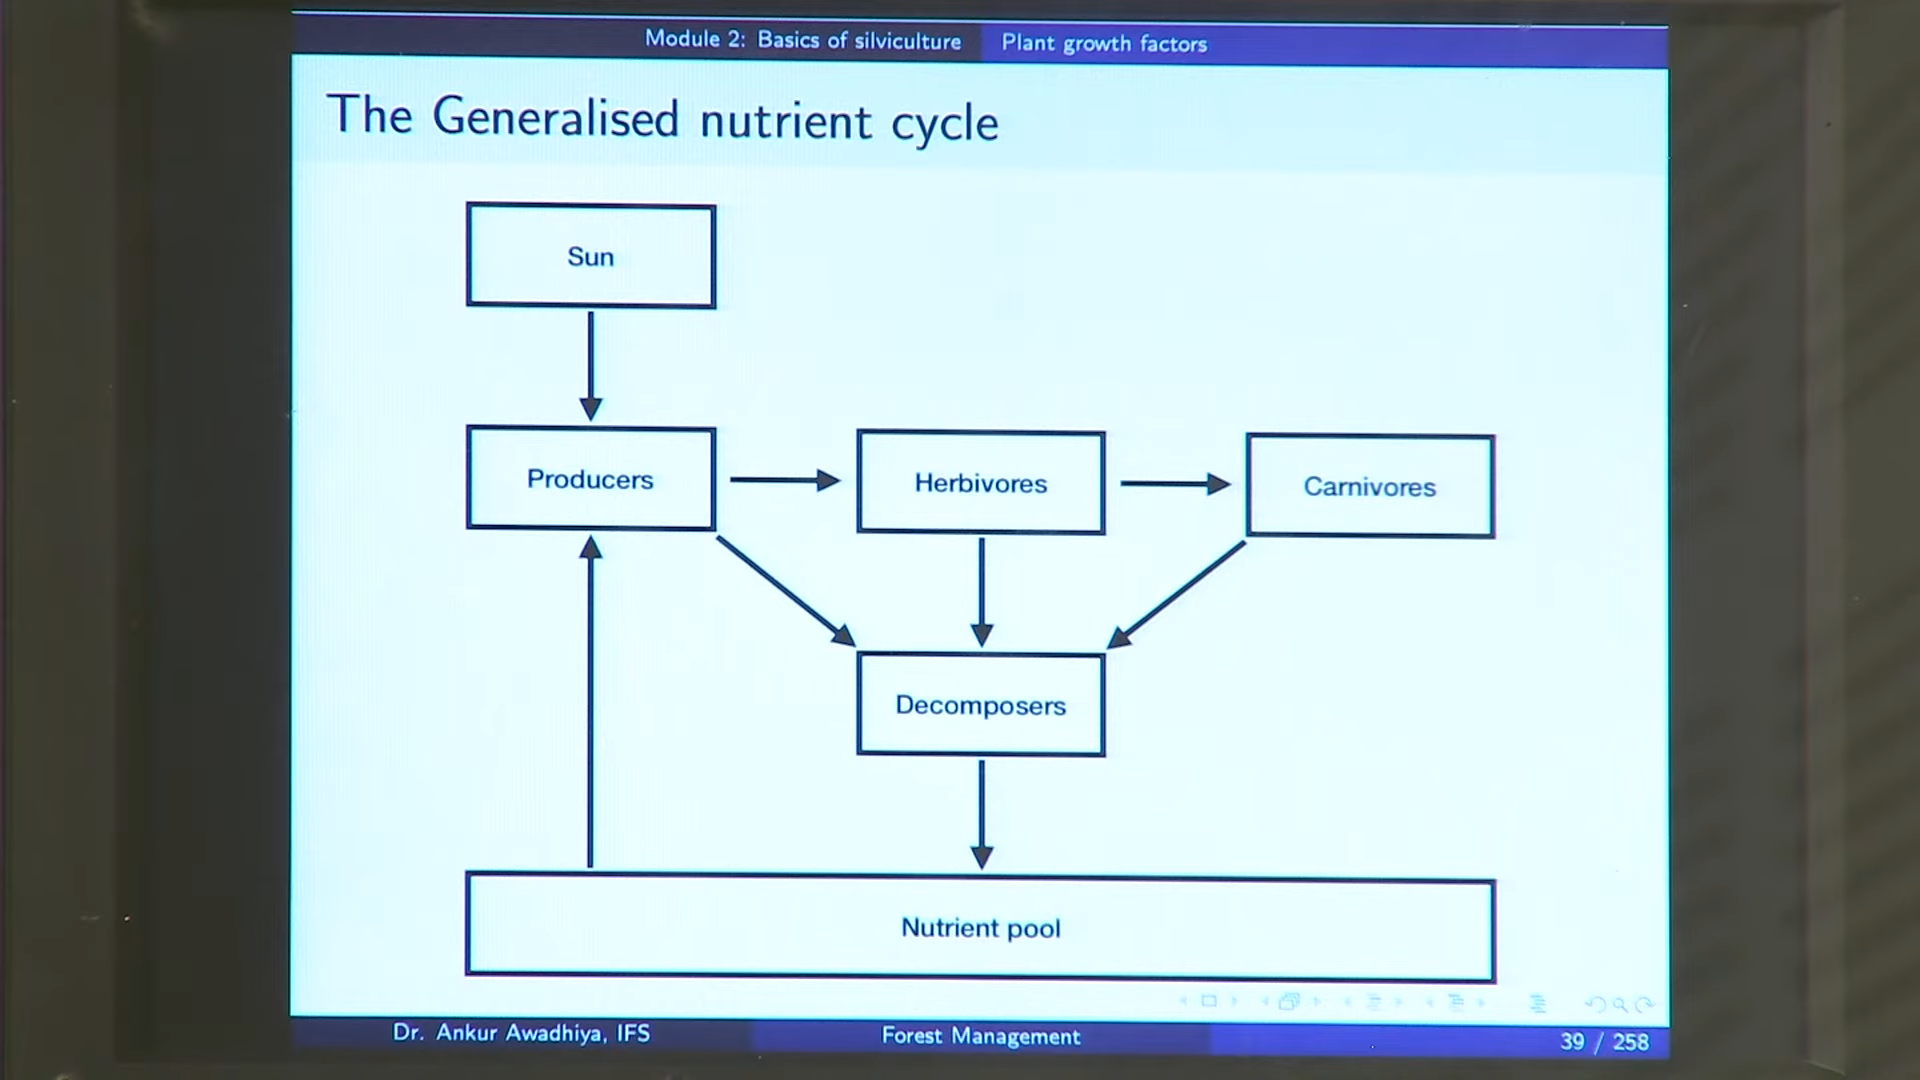 Module 2: Basics of silviculture Plant growth factors
The Generalised nutrient cycle
Sun
Producers
Herbivores
Carnivores
Decomposers
Nutrient pool
Dr. Ankur Awadhiya, IFS Forest Management 39 / 258